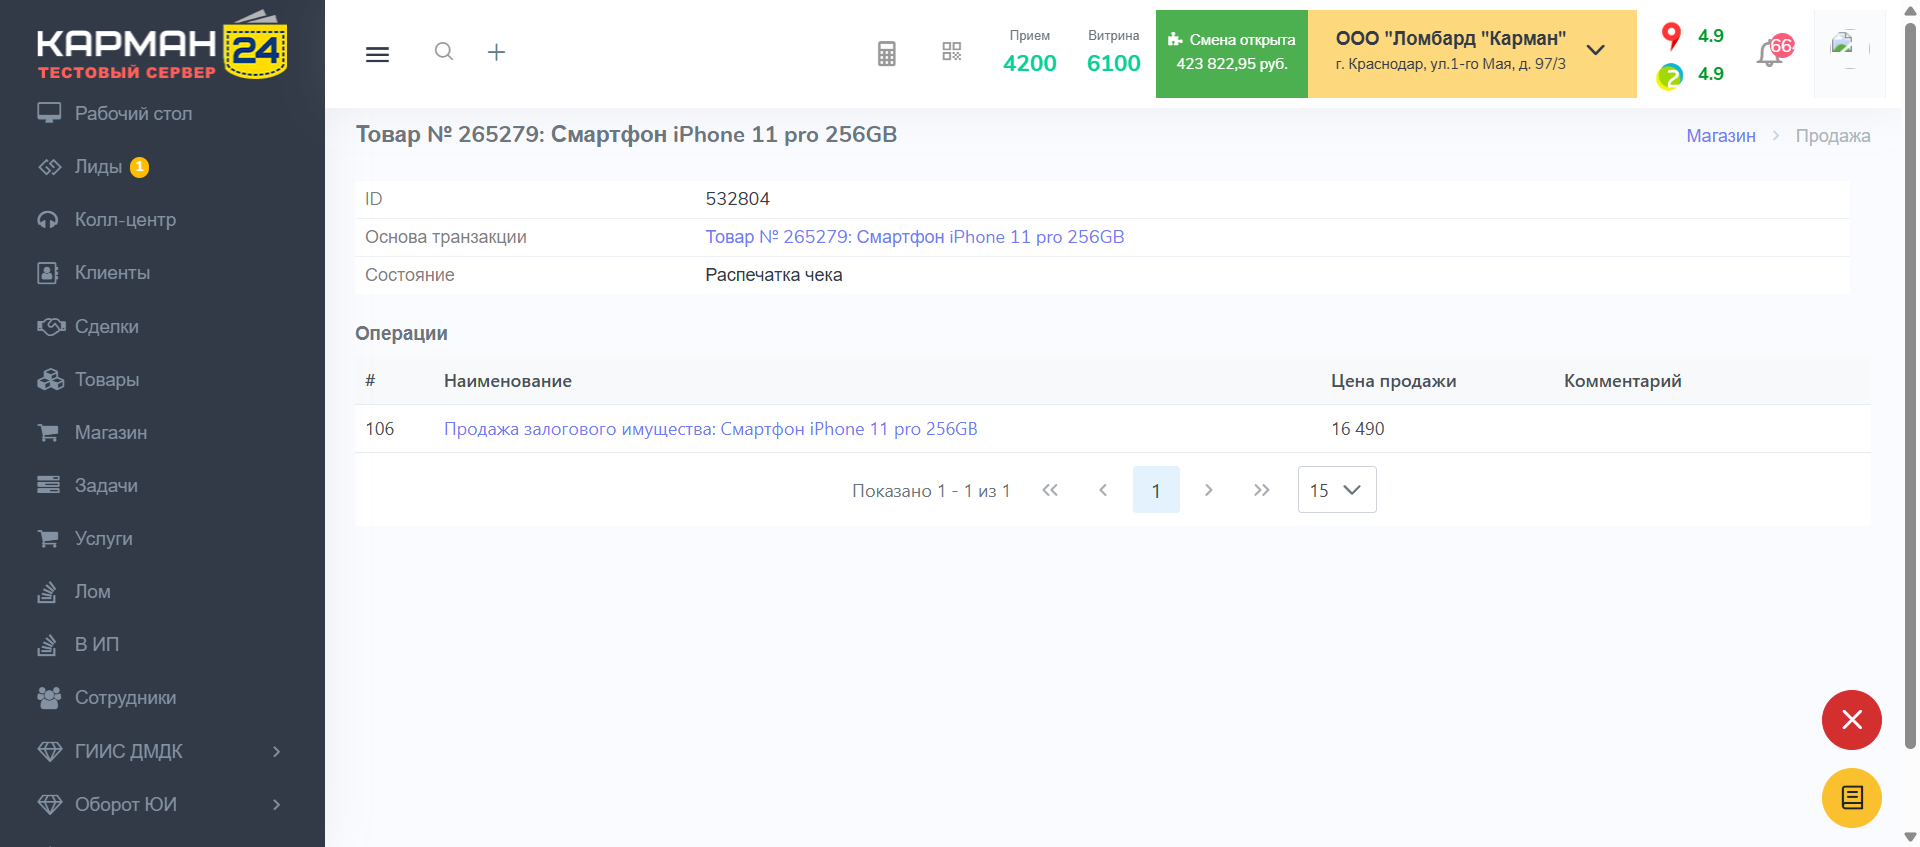 КАРМАН 24
ТЕСТОВЫЙ СЕРВЕР
Рабочий стол
Лиды 1
Колл-центр
Клиенты
Сделки
Товары
Магазин
Задачи
Услуги
Лом
В ИП
Сотрудники
ГИИС ДМДК
Оборот ЮИ
Прием
4200
Витрина
6100
Смена открыта
423 822,95 руб.
ООО "Ломбард "Карман"
г. Краснодар, ул.1-го Мая, д. 97/3
4.9
4.9
Товар № 265279: Смартфон iPhone 11 pro 256GB
Магазин > Продажа
ID 532804
Основа транзакции Товар № 265279: Смартфон iPhone 11 pro 256GB
Состояние Распечатка чека
Операции
# Наименование Цена продажи Комментарий
106 Продажа залогового имущества: Смартфон iPhone 11 pro 256GB 16 490
Показано 1 - 1 из 1 1 15